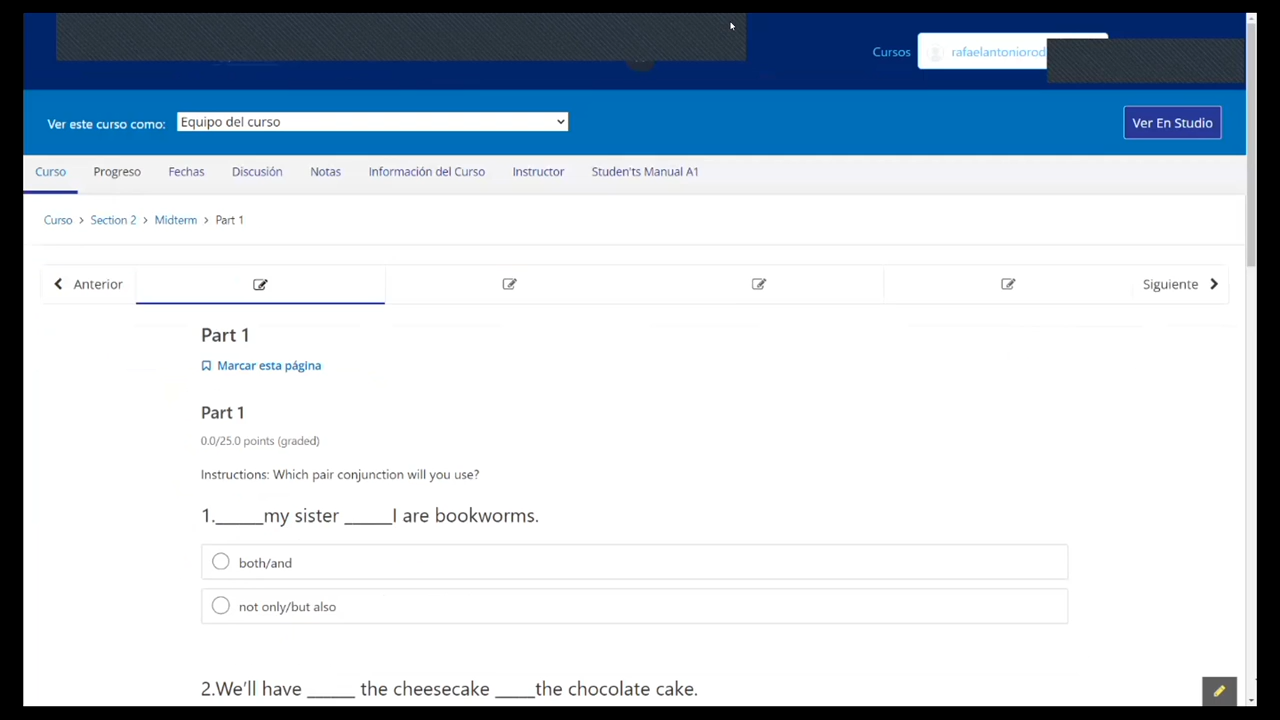 Cursos
rafaelantoniorod
Ver este curso como:
Equipo del curso
Ver En Studio
Curso
Progreso
Fechas
Discusión
Notas
Información del Curso
Instructor
Studen'ts Manual A1
Curso > Section 2 > Midterm > Part 1
Anterior
Siguiente
Part 1
Marcar esta página
Part 1
0.0/25.0 points (graded)
Instructions: Which pair conjunction will you use?
1._____my sister _____I are bookworms.
both/and
not only/but also
2.We’ll have _____ the cheesecake ____the chocolate cake.